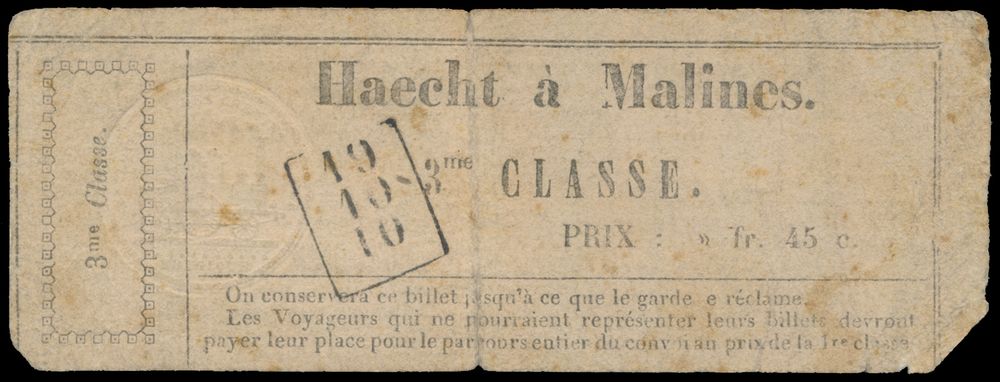 3me Classe.
Haecht à Malines.
3mie CLASSE.
19
10
10
PRIX : » fr. 45 c.
On conservera ce billet jusqu'à ce que le garde e réclame.
Les Voyageurs qui ne pourraient représenter leurs billets devront
payer leur place pour le parcours entier du convoi au prix de la 1re classe